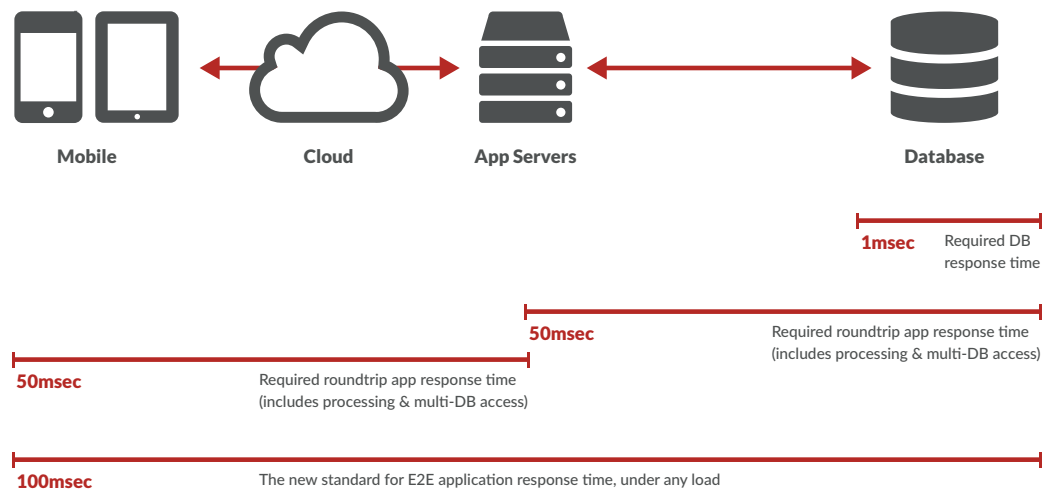 Mobile
Cloud
App Servers
Database
1msec
Required DB
response time
50msec
Required roundtrip app response time
(includes processing & multi-DB access)
50msec
Required roundtrip app response time
(includes processing & multi-DB access)
100msec
The new standard for E2E application response time, under any load